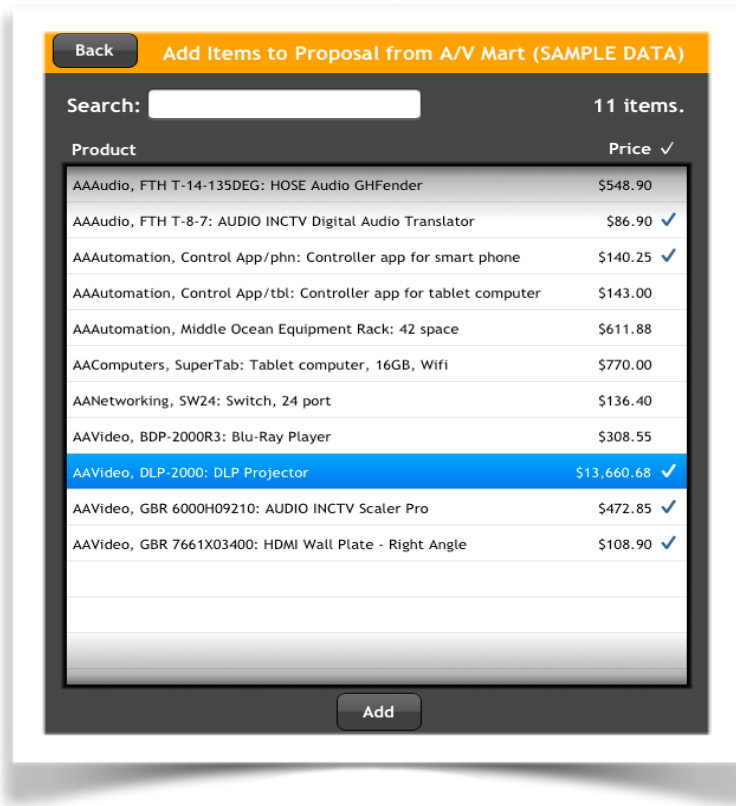 Back Add Items to Proposal from A/V Mart (SAMPLE DATA)
Search: 11 items.
Product Price ✓
AAAudio, FTH T-14-135DEG: HOSE Audio GHFender $548.90
AAAudio, FTH T-8-7: AUDIO INCTV Digital Audio Translator $86.90 ✓
AAAutomation, Control App/phn: Controller app for smart phone $140.25 ✓
AAAutomation, Control App/tbl: Controller app for tablet computer $143.00
AAAutomation, Middle Ocean Equipment Rack: 42 space $611.88
AAComputers, SuperTab: Tablet computer, 16GB, Wifi $770.00
AANetworking, SW24: Switch, 24 port $136.40
AAVideo, BDP-2000R3: Blu-Ray Player $308.55
AAVideo, DLP-2000: DLP Projector $13,660.68 ✓
AAVideo, GBR 6000H09210: AUDIO INCTV Scaler Pro $472.85 ✓
AAVideo, GBR 7661X03400: HDMI Wall Plate - Right Angle $108.90 ✓
Add